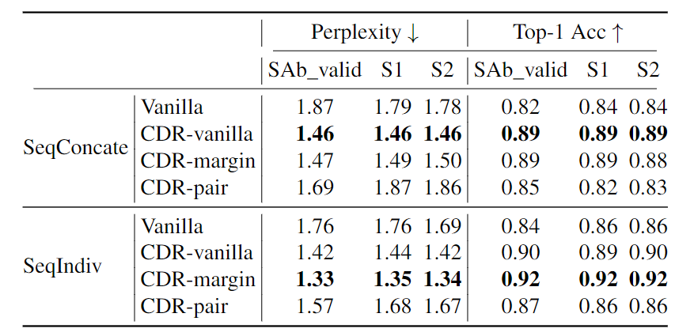 Perplexity ↓ Top-1 Acc ↑
SAb_valid S1 S2 SAb_valid S1 S2
Vanilla 1.87 1.79 1.78 0.82 0.84 0.84
SeqConcate CDR-vanilla 1.46 1.46 1.46 0.89 0.89 0.89
CDR-margin 1.47 1.49 1.50 0.89 0.89 0.88
CDR-pair 1.69 1.87 1.86 0.85 0.82 0.83
Vanilla 1.76 1.76 1.69 0.84 0.86 0.86
SeqIndiv CDR-vanilla 1.42 1.44 1.42 0.90 0.89 0.90
CDR-margin 1.33 1.35 1.34 0.92 0.92 0.92
CDR-pair 1.57 1.68 1.67 0.87 0.86 0.86